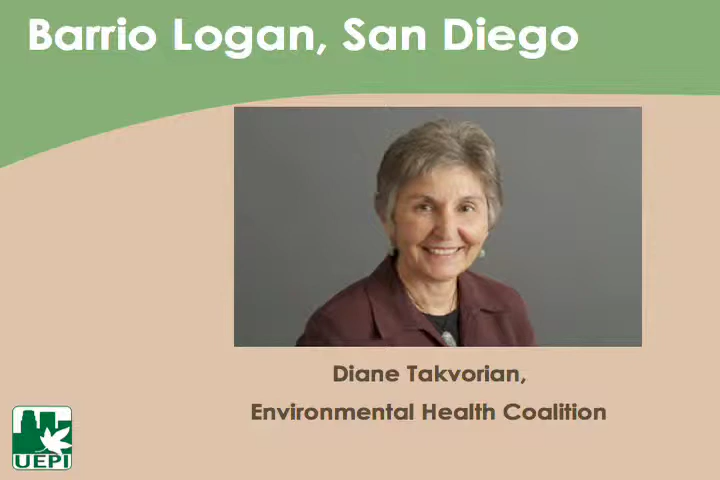 Barrio Logan, San Diego
Diane Takvorian,
Environmental Health Coalition
UEPI